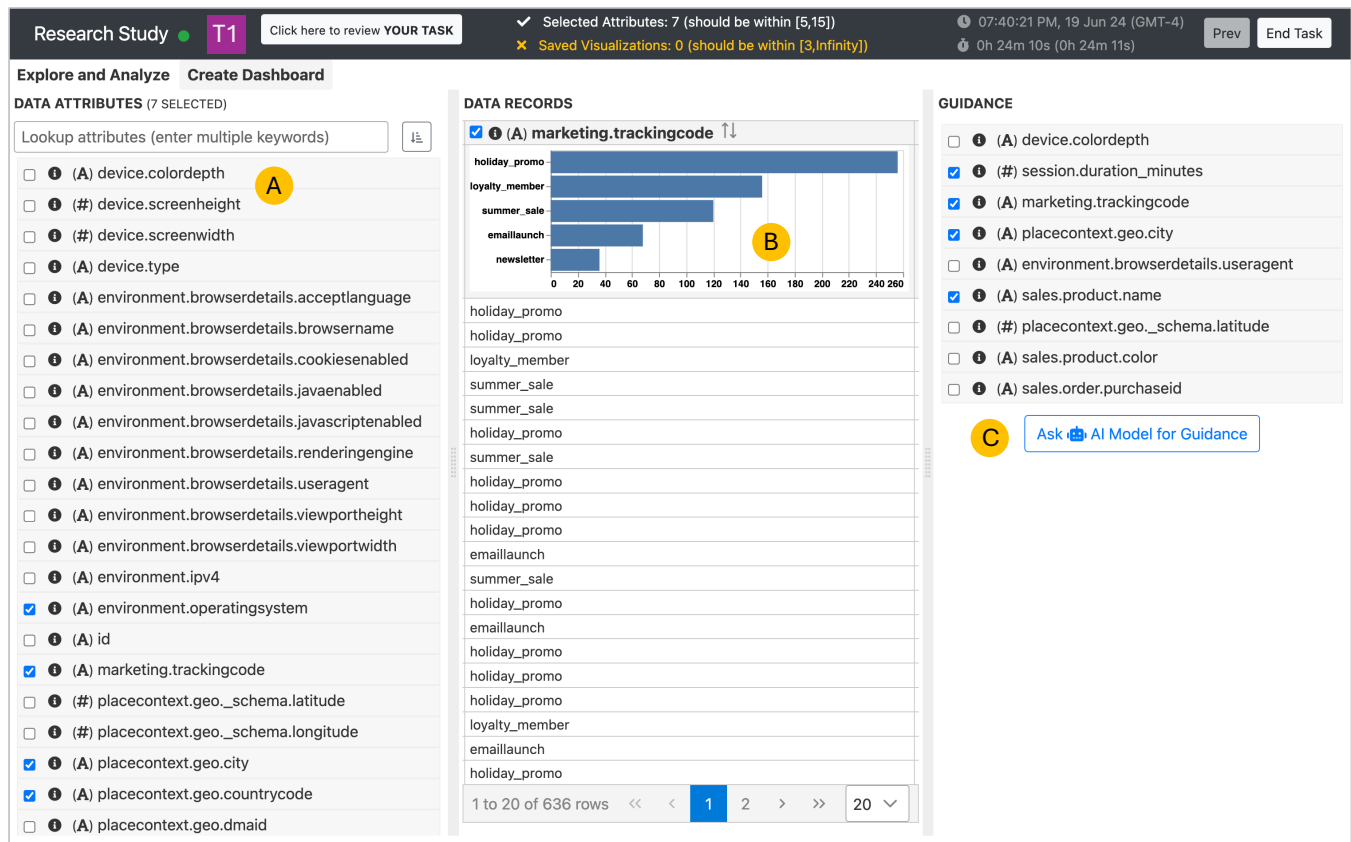 Research Study
T1
Click here to review YOUR TASK
Selected Attributes: 7 (should be within [5,15])
Saved Visualizations: 0 (should be within [3,Infinity])
07:40:21 PM, 19 Jun 24 (GMT-4)
0h 24m 10s (0h 24m 11s)
Prev
End Task
Explore and Analyze
Create Dashboard
DATA ATTRIBUTES (7 SELECTED)
Lookup attributes (enter multiple keywords)
(A) device.colordepth
A
(#) device.screenheight
(#) device.screenwidth
(A) device.type
(A) environment.browserdetails.acceptlanguage
(A) environment.browserdetails.browsername
(A) environment.browserdetails.cookiesenabled
(A) environment.browserdetails.javaenabled
(A) environment.browserdetails.javascriptenabled
(A) environment.browserdetails.renderingengine
(A) environment.browserdetails.useragent
(A) environment.browserdetails.viewportheight
(A) environment.browserdetails.viewportwidth
(A) environment.ipv4
(A) environment.operatingsystem
(A) id
(A) marketing.trackingcode
(#) placecontext.geo._schema.latitude
(#) placecontext.geo._schema.longitude
(A) placecontext.geo.city
(A) placecontext.geo.countrycode
(A) placecontext.geo.dmaid
DATA RECORDS
(A) marketing.trackingcode
holiday_promo
loyalty_member
summer_sale
emaillaunch
newsletter
B
0 20 40 60 80 100 120 140 160 180 200 220 240 260
holiday_promo
holiday_promo
loyalty_member
summer_sale
summer_sale
holiday_promo
summer_sale
holiday_promo
holiday_promo
holiday_promo
emaillaunch
summer_sale
holiday_promo
emaillaunch
holiday_promo
holiday_promo
holiday_promo
loyalty_member
emaillaunch
holiday_promo
1 to 20 of 636 rows << < 1 2 > >> 20
GUIDANCE
(A) device.colordepth
(#) session.duration_minutes
(A) marketing.trackingcode
(A) placecontext.geo.city
(A) environment.browserdetails.useragent
(A) sales.product.name
(#) placecontext.geo._schema.latitude
(A) sales.product.color
(A) sales.order.purchaseid
C
Ask AI Model for Guidance